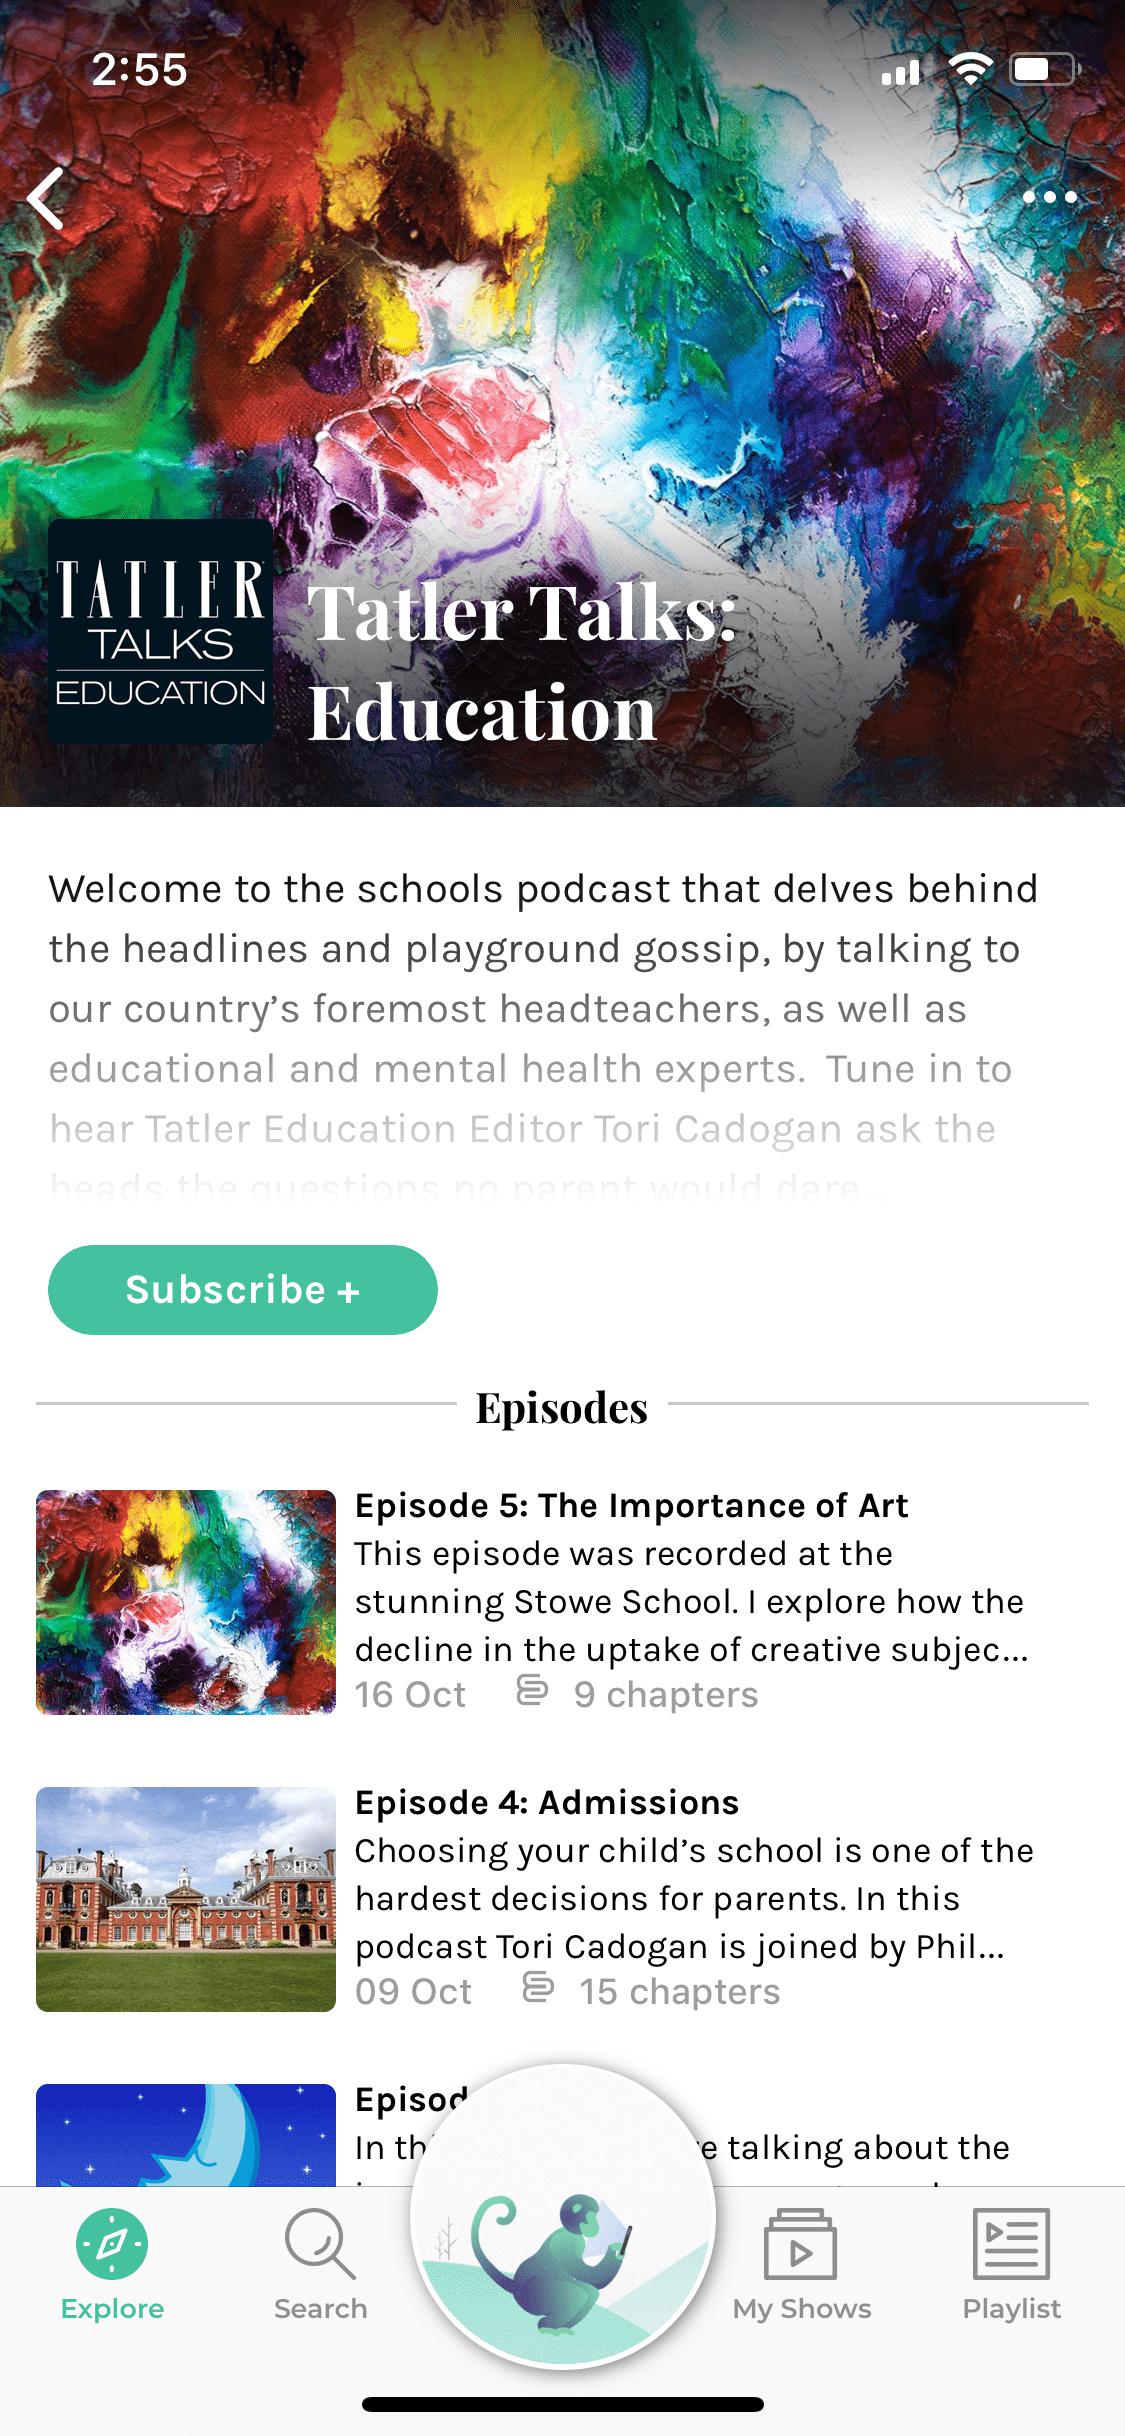 2:55
TATLER
TALKS
EDUCATION
Tatler Talks:
Education
Welcome to the schools podcast that delves behind
the headlines and playground gossip, by talking to
our country’s foremost headteachers, as well as
educational and mental health experts.  Tune in to
hear Tatler Education Editor Tori Cadogan ask the
heads the questions no parent would dare...
Subscribe +
Episodes
Episode 5: The Importance of Art
This episode was recorded at the
stunning Stowe School. I explore how the
decline in the uptake of creative subjec...
16 Oct 9 chapters
Episode 4: Admissions
Choosing your child’s school is one of the
hardest decisions for parents. In this
podcast Tori Cadogan is joined by Phil...
09 Oct 15 chapters
Episod
In th talking about the
Explore
Search
My Shows
Playlist